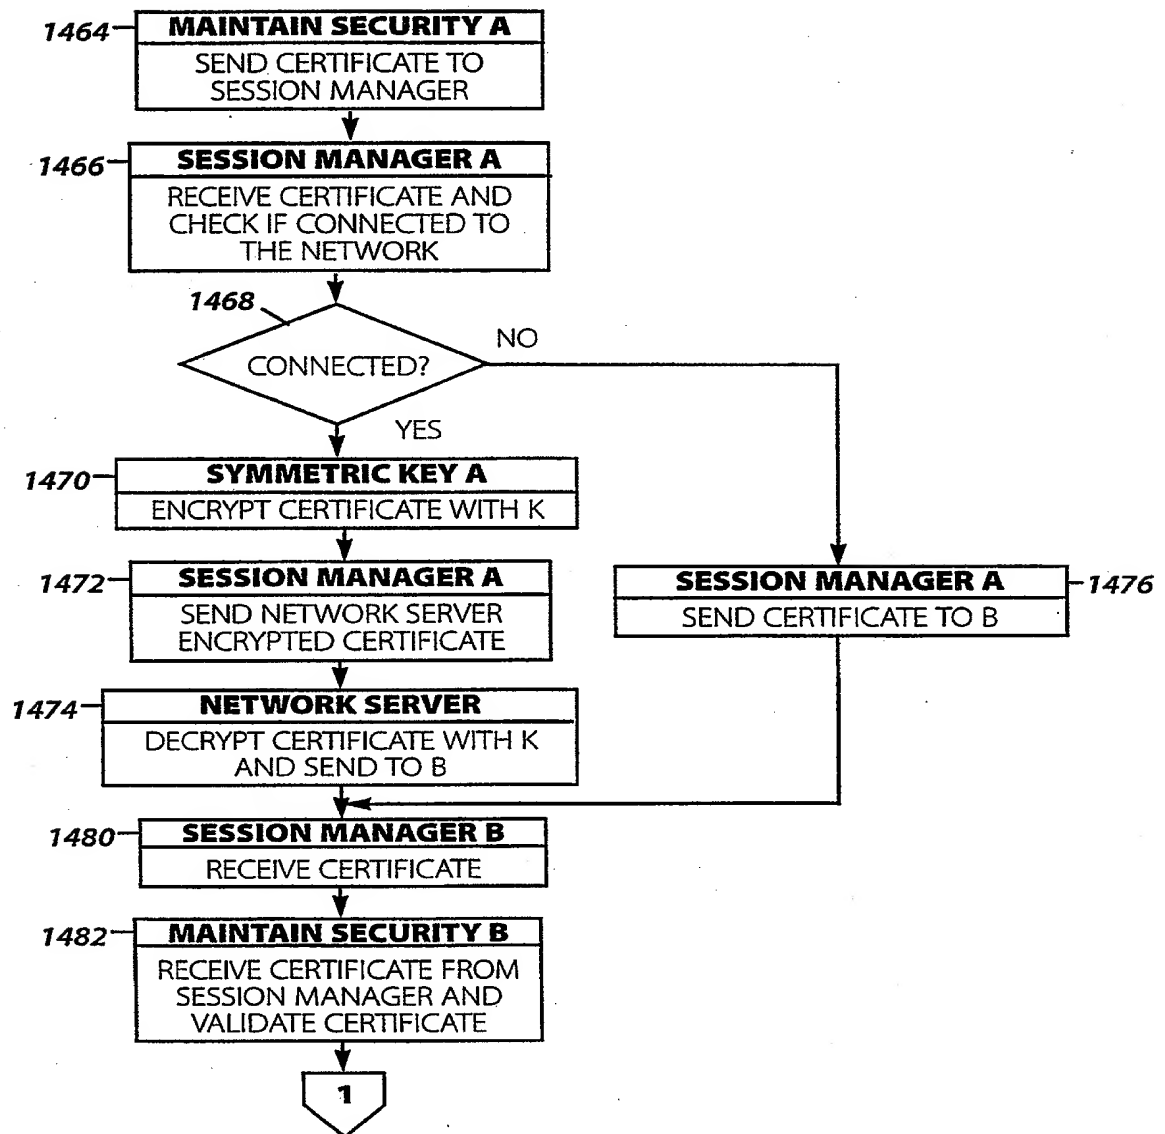 1464
MAINTAIN SECURITY A
SEND CERTIFICATE TO
SESSION MANAGER
1466
SESSION MANAGER A
RECEIVE CERTIFICATE AND
CHECK IF CONNECTED TO
THE NETWORK
1468
CONNECTED?
NO
YES
1470
SYMMETRIC KEY A
ENCRYPT CERTIFICATE WITH K
1472
SESSION MANAGER A
SEND NETWORK SERVER
ENCRYPTED CERTIFICATE
SESSION MANAGER A
1476
SEND CERTIFICATE TO B
1474
NETWORK SERVER
DECRYPT CERTIFICATE WITH K
AND SEND TO B
1480
SESSION MANAGER B
RECEIVE CERTIFICATE
1482
MAINTAIN SECURITY B
RECEIVE CERTIFICATE FROM
SESSION MANAGER AND
VALIDATE CERTIFICATE
1